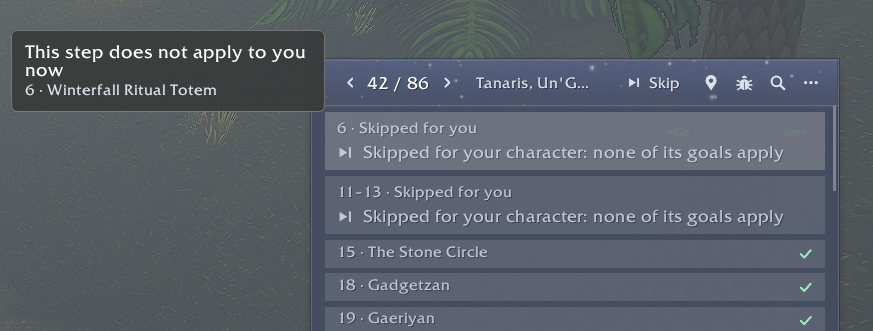 This step does not apply to you
now
6 · Winterfall Ritual Totem
42 / 86
Tanaris, Un'G...
Skip
6 · Skipped for you
Skipped for your character: none of its goals apply
11-13 · Skipped for you
Skipped for your character: none of its goals apply
15 · The Stone Circle
18 · Gadgetzan
19 · Gaeriyan